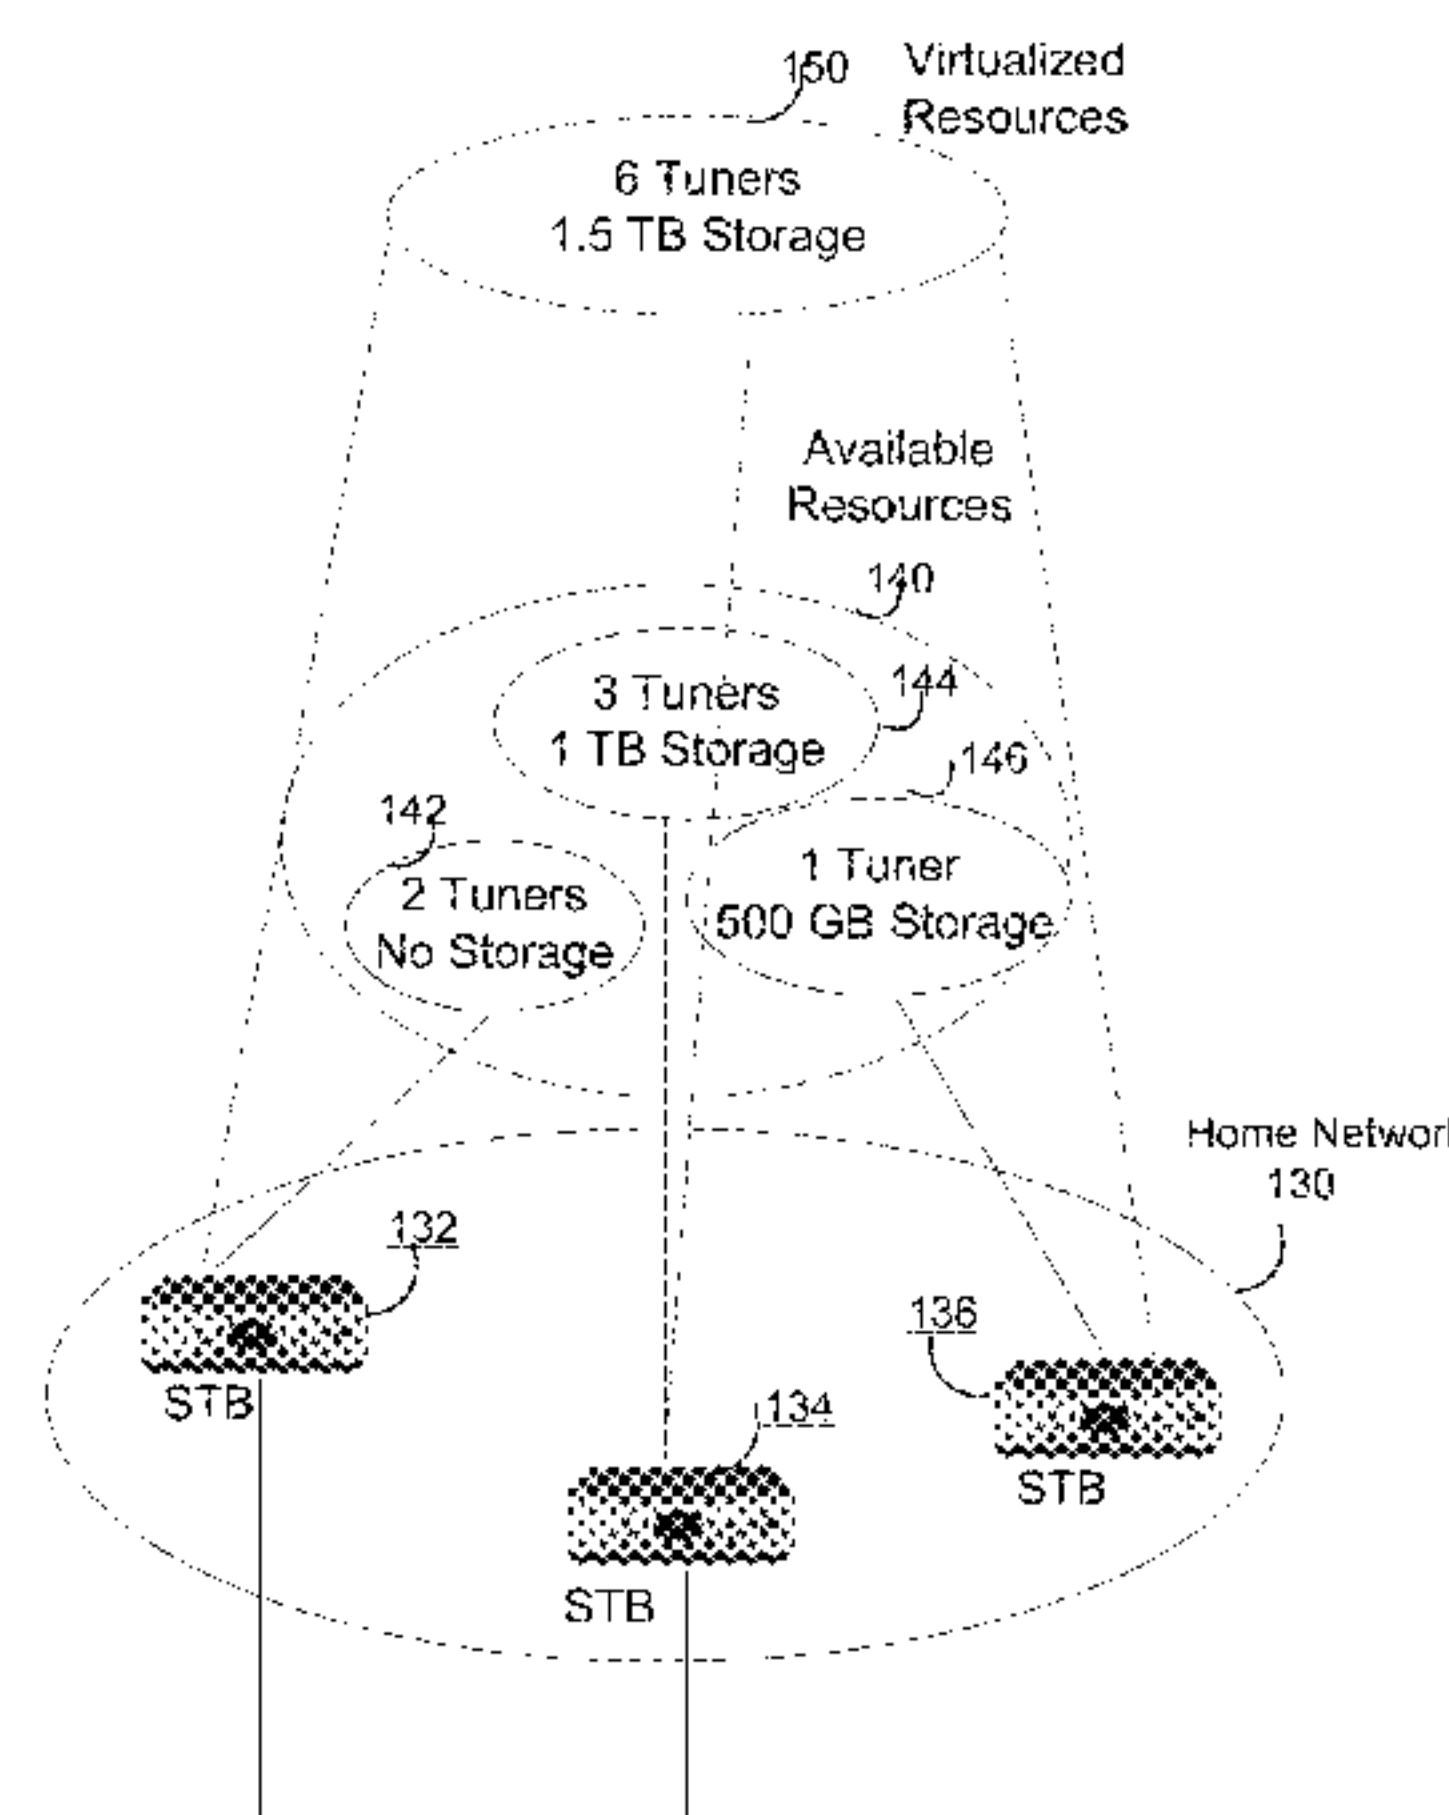 150
Virtualized
Resources
6 Tuners
1.5 TB Storage
Available
Resources
140
3 Tuners
1 TB Storage
144
146
142
2 Tuners
No Storage
1 Tuner
500 GB Storage
Home Networ
130
132
STB
136
STB
134
STB